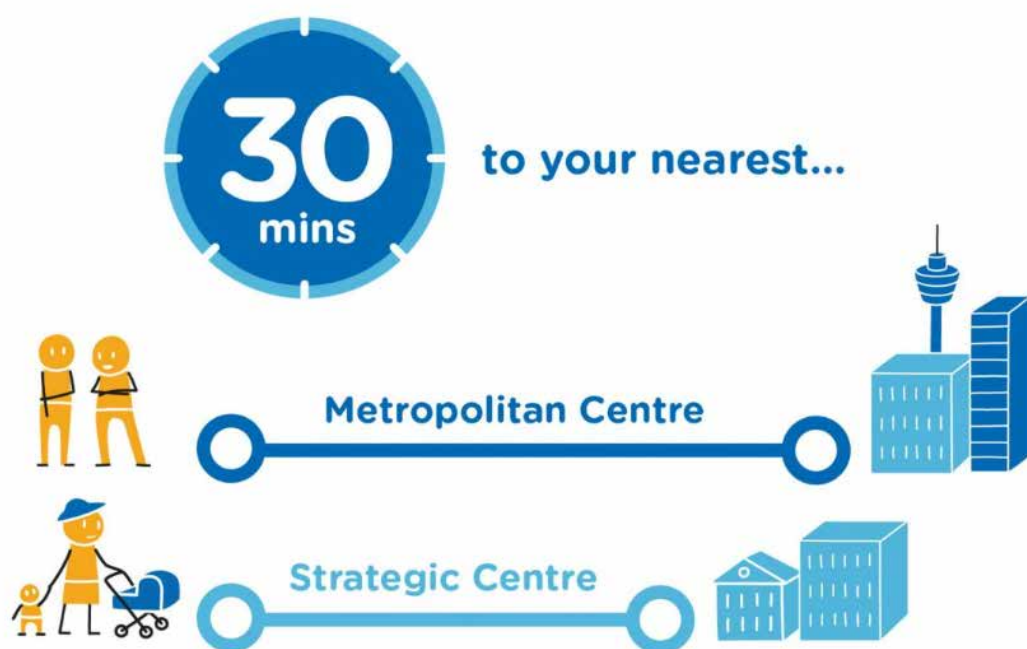 30
mins
to your nearest...
Metropolitan Centre
Strategic Centre